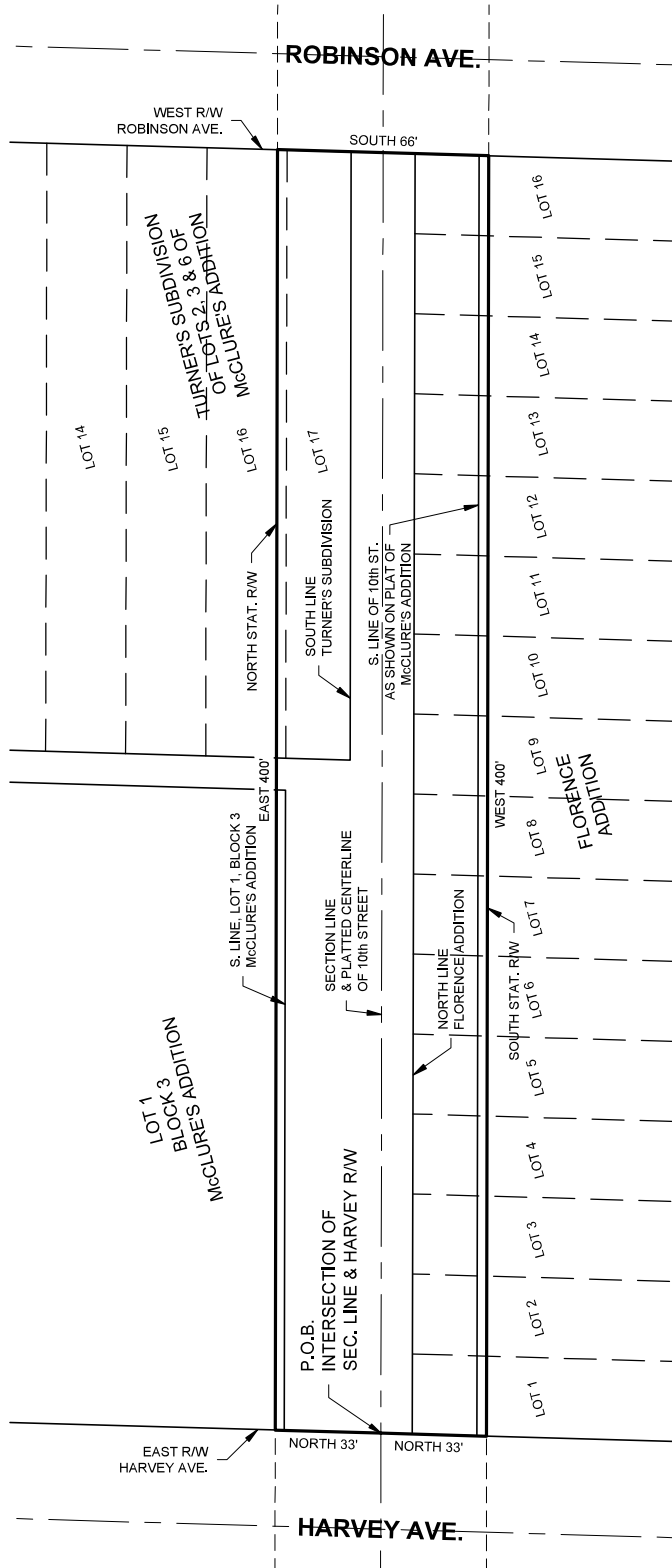 ROBINSON AVE.
WEST R/W
ROBINSON AVE.
SOUTH 66'
TURNER'S SUBDIVISION
OF LOTS 2, 3 & 6 OF
McCLURE'S ADDITION
LOT 14
LOT 15
LOT 16
LOT 17
NORTH STAT. R/W
SOUTH LINE
TURNER'S SUBDIVISION
S. LINE OF 10th ST.
AS SHOWN ON PLAT OF
McCLURE'S ADDITION
LOT 16
LOT 15
LOT 14
LOT 13
LOT 12
LOT 11
LOT 10
LOT 9
LOT 8
LOT 7
LOT 6
LOT 5
LOT 4
LOT 3
LOT 2
LOT 1
FLORENCE
ADDITION
EAST 400'
WEST 400'
S. LINE, LOT 1, BLOCK 3
McCLURE'S ADDITION
SECTION LINE
& PLATTED CENTERLINE
OF 10th STREET
NORTH LINE
FLORENCE ADDITION
SOUTH STAT. R/W
LOT 1
BLOCK 3
McCLURE'S ADDITION
P.O.B.
INTERSECTION OF
SEC. LINE & HARVEY R/W
EAST R/W
HARVEY AVE.
NORTH 33'
NORTH 33'
HARVEY AVE.